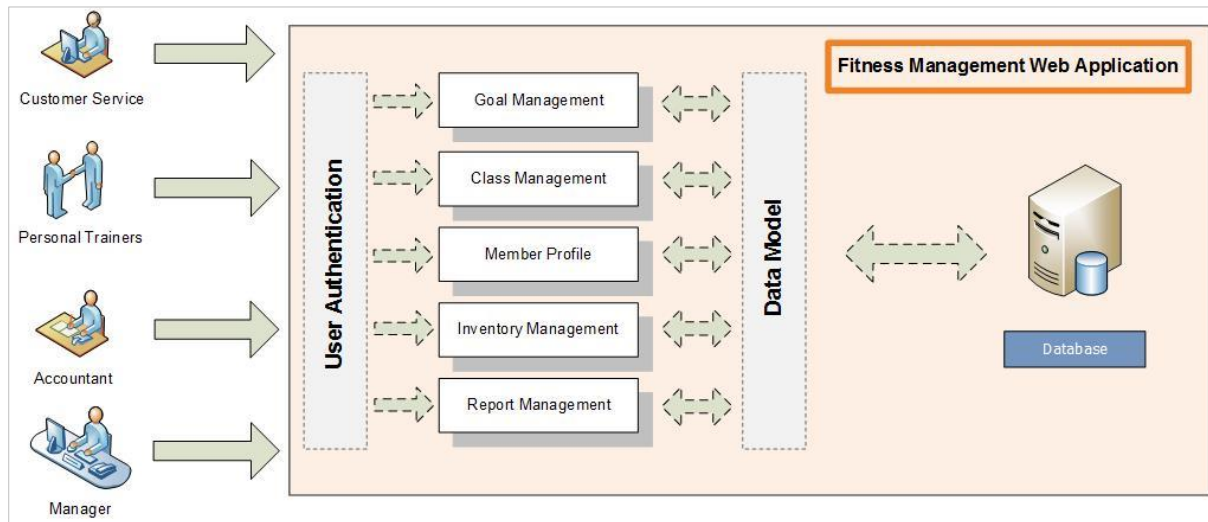 Customer Service
Personal Trainers
Accountant
Manager
User Authentication
Goal Management
Class Management
Member Profile
Inventory Management
Report Management
Data Model
Fitness Management Web Application
Database